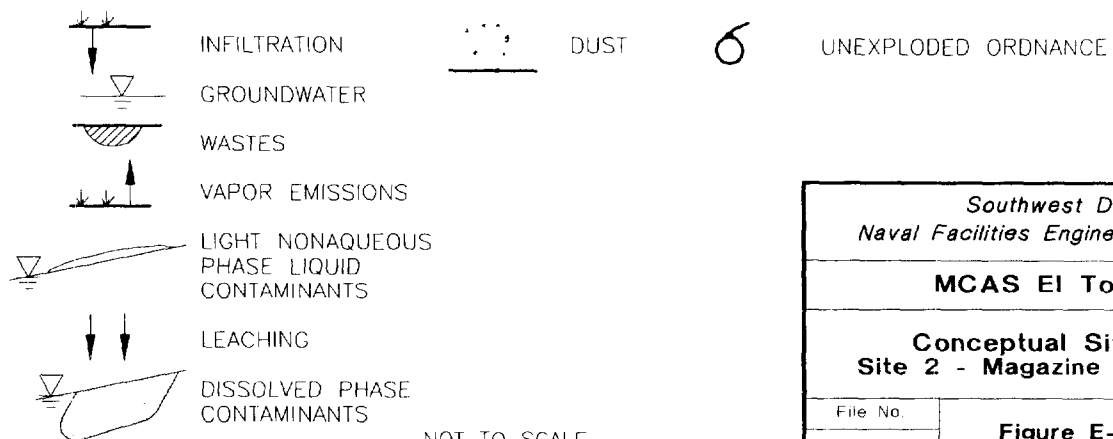 INFILTRATION
GROUNDWATER
WASTES
VAPOR EMISSIONS
LIGHT NONAQUEOUS
PHASE LIQUID
CONTAMINANTS
LEACHING
DISSOLVED PHASE
CONTAMINANTS
DUST
UNEXPLODED ORDNANCE
NOT TO SCALE
Southwest D
Naval Facilities Engine
MCAS El To
Conceptual Si
Site 2 - Magazine
File No.
Figure E-